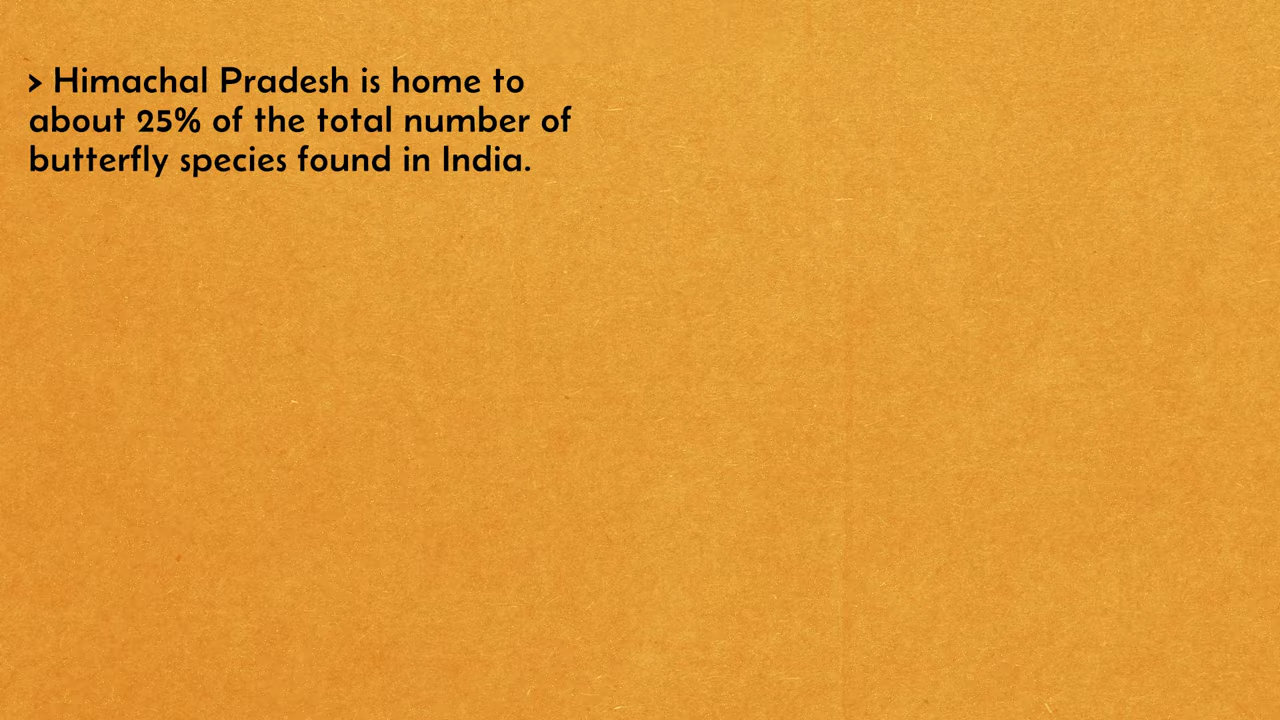 > Himachal Pradesh is home to
about 25% of the total number of
butterfly species found in India.